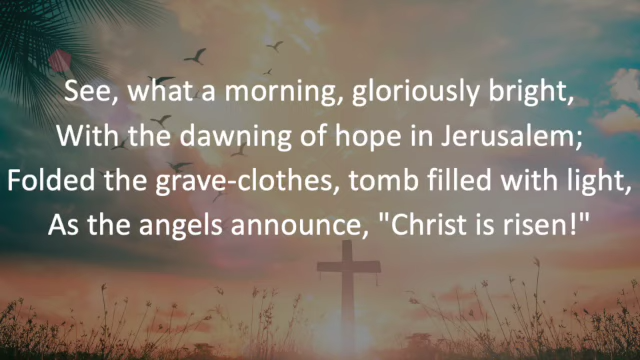 See, what a morning, gloriously bright,
With the dawning of hope in Jerusalem;
Folded the grave-clothes, tomb filled with light,
As the angels announce, "Christ is risen!"